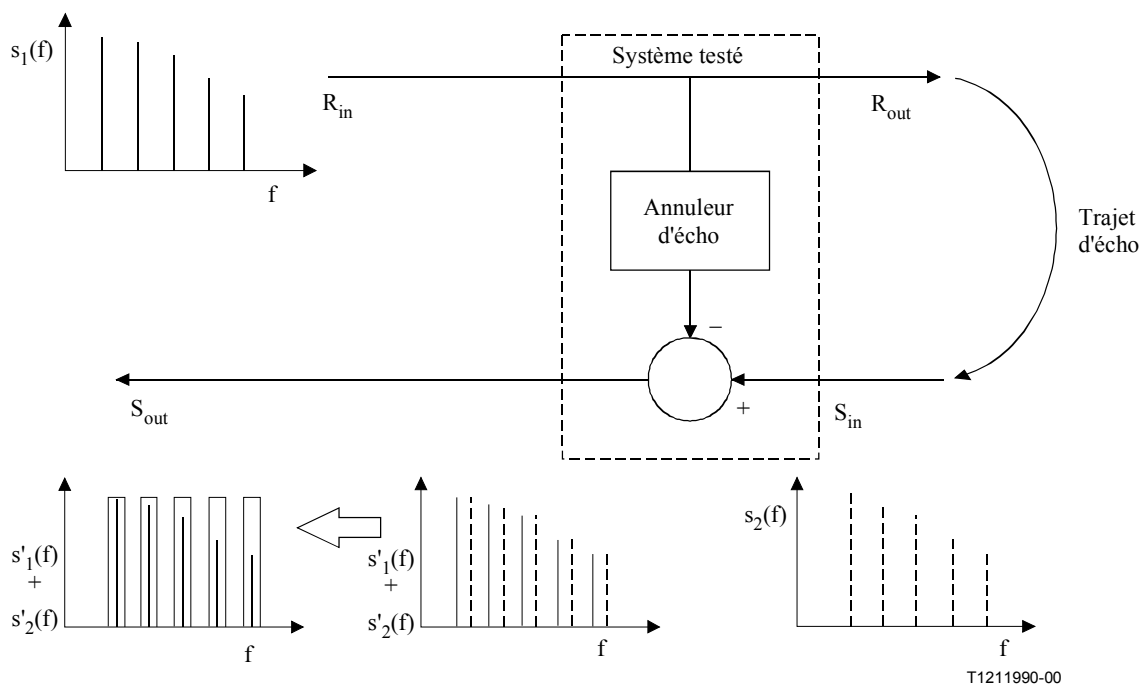 s1(f)
f
Système testé
Rin
Rout
Annuleur
d'écho
Trajet
d'écho
−
+
Sout
Sin
s'1(f)
+
s'2(f)
f
s'1(f)
+
s'2(f)
f
s2(f)
f
T1211990-00